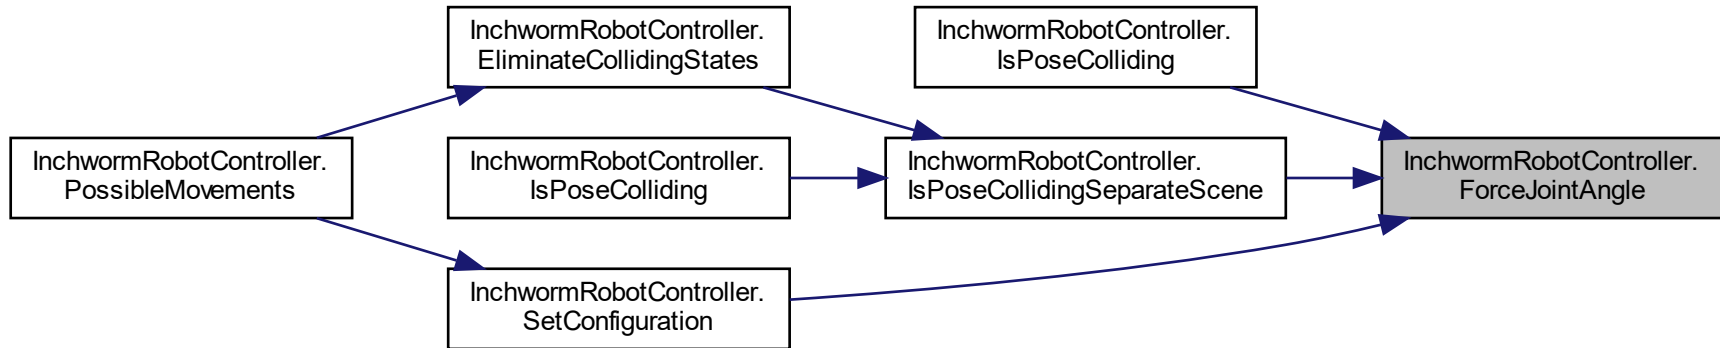 InchwormRobotController.
EliminateCollidingStates
InchwormRobotController.
IsPoseColliding
InchwormRobotController.
PossibleMovements
InchwormRobotController.
IsPoseColliding
InchwormRobotController.
IsPoseCollidingSeparateScene
InchwormRobotController.
ForceJointAngle
InchwormRobotController.
SetConfiguration